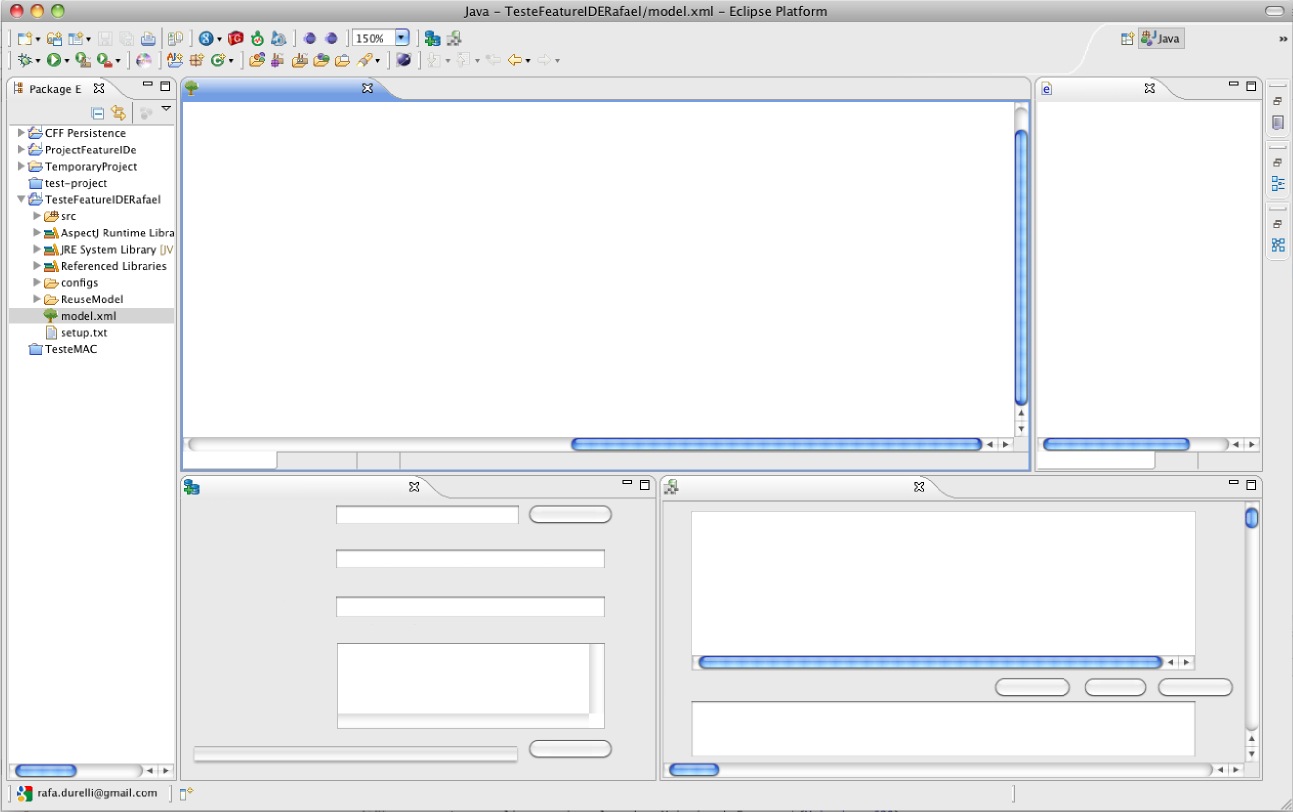 Java – TesteFeatureIDERafael/model.xml – Eclipse Platform
150%
Java
Package E
CFF Persistence
ProjectFeatureIDe
TemporaryProject
test-project
TesteFeatureIDERafael
src
AspectJ Runtime Libra
JRE System Library [JV
Referenced Libraries
configs
ReuseModel
model.xml
setup.txt
TesteMAC
rafa.durelli@gmail.com